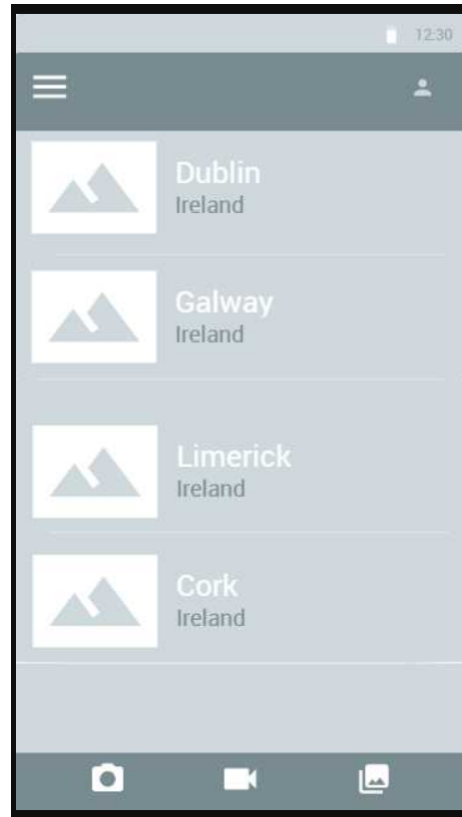 12:30
Dublin
Ireland
Galway
Ireland
Limerick
Ireland
Cork
Ireland